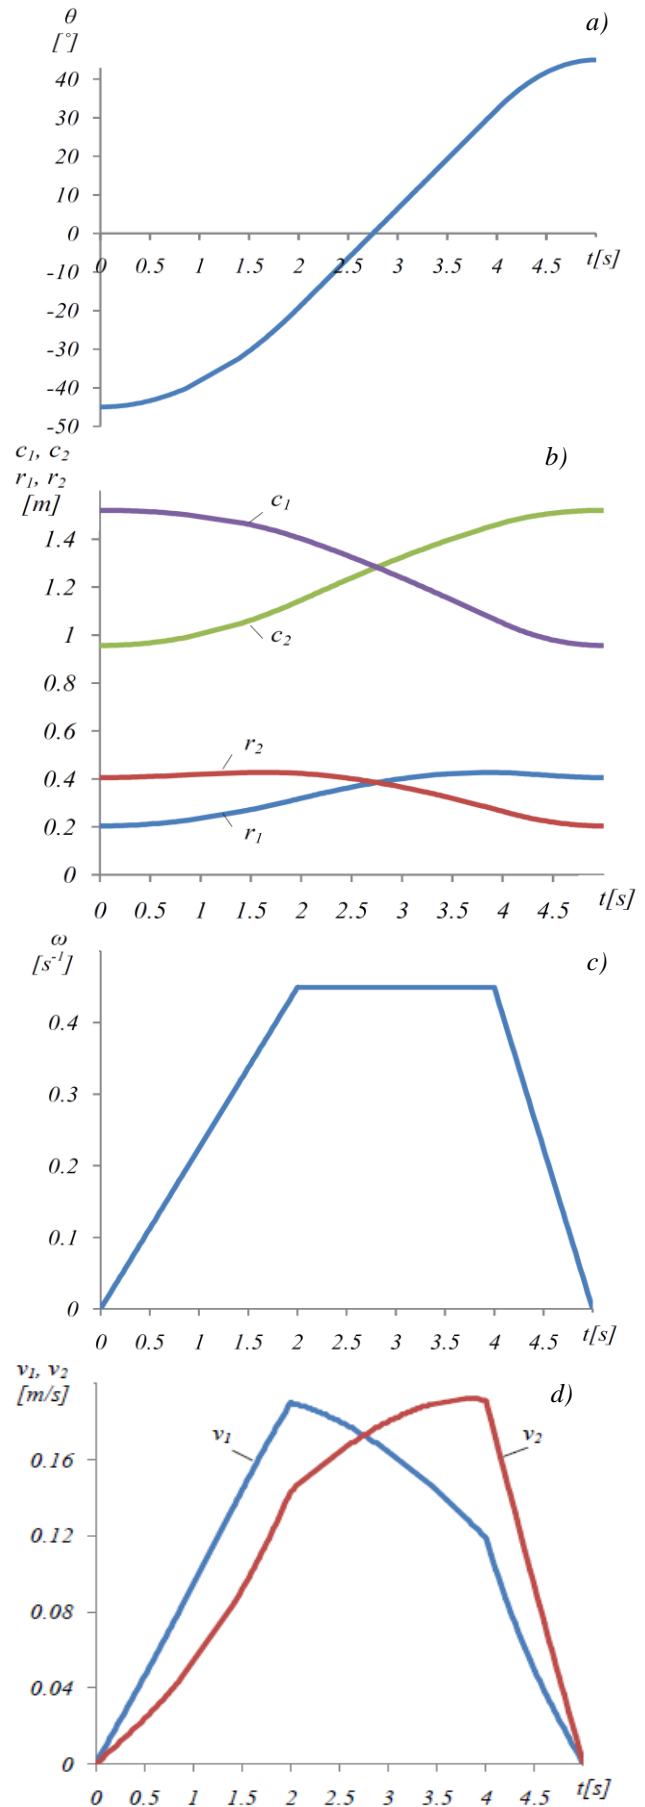 θ
[°]
a)
40
30
20
10
0
-10
-20
-30
-40
-50
0 0.5 1 1.5 2 2.5 3 3.5 4 4.5 t[s]
c1, c2
r1, r2
[m]
b)
c1
1.4
1.2
1
c2
0.8
0.6
r2
0.4
0.2
r1
0
0 0.5 1 1.5 2 2.5 3 3.5 4 4.5 t[s]
ω
[s-1]
c)
0.4
0.3
0.2
0.1
0
0 0.5 1 1.5 2 2.5 3 3.5 4 4.5 t[s]
v1, v2
[m/s]
d)
v1
v2
0.16
0.12
0.08
0.04
0
0 0.5 1 1.5 2 2.5 3 3.5 4 4.5 t[s]